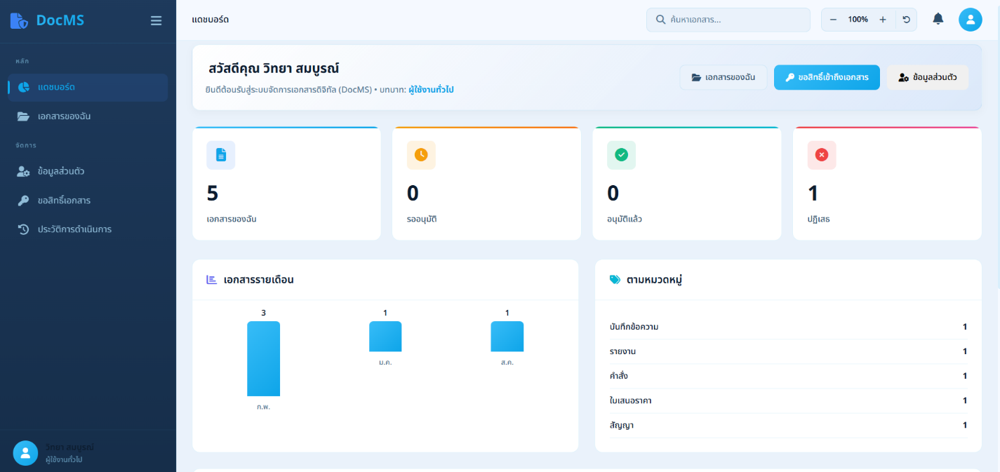 DocMS
แดชบอร์ด
ค้นหาเอกสาร...
100%
หลัก
แดชบอร์ด
เอกสารของฉัน
จัดการ
ข้อมูลส่วนตัว
ขอสิทธิ์เอกสาร
ประวัติการดำเนินการ
วิทยา สมบูรณ์
ผู้ใช้งานทั่วไป
สวัสดีคุณ วิทยา สมบูรณ์
ยินดีต้อนรับสู่ระบบจัดการเอกสารดิจิทัล (DocMS) • บทบาท: ผู้ใช้งานทั่วไป
เอกสารของฉัน
ขอสิทธิ์เข้าถึงเอกสาร
ข้อมูลส่วนตัว
5
เอกสารของฉัน
0
รออนุมัติ
0
อนุมัติแล้ว
1
ปฏิเสธ
เอกสารรายเดือน
3
ก.พ.
1
ม.ค.
1
ส.ค.
ตามหมวดหมู่
บันทึกข้อความ 1
รายงาน 1
คำสั่ง 1
ใบเสนอราคา 1
สัญญา 1